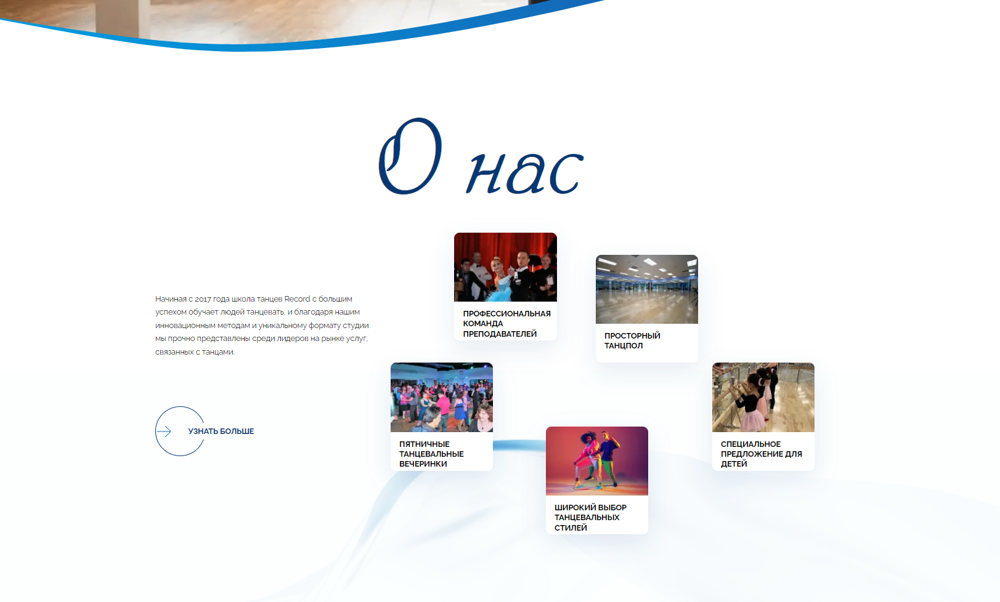 О нас
Начиная с 2017 года школа танцев Record с большим
успехом обучает людей танцевать, и благодаря нашим
инновационным методам и уникальному формату студии
мы прочно представлены среди лидеров на рынке услуг,
связанных с танцами.
УЗНАТЬ БОЛЬШЕ
ПРОФЕССИОНАЛЬНАЯ
КОМАНДА
ПРЕПОДАВАТЕЛЕЙ
ПРОСТОРНЫЙ
ТАНЦПОЛ
ПЯТНИЧНЫЕ
ТАНЦЕВАЛЬНЫЕ
ВЕЧЕРИНКИ
ШИРОКИЙ ВЫБОР
ТАНЦЕВАЛЬНЫХ
СТИЛЕЙ
СПЕЦИАЛЬНОЕ
ПРЕДЛОЖЕНИЕ ДЛЯ
ДЕТЕЙ